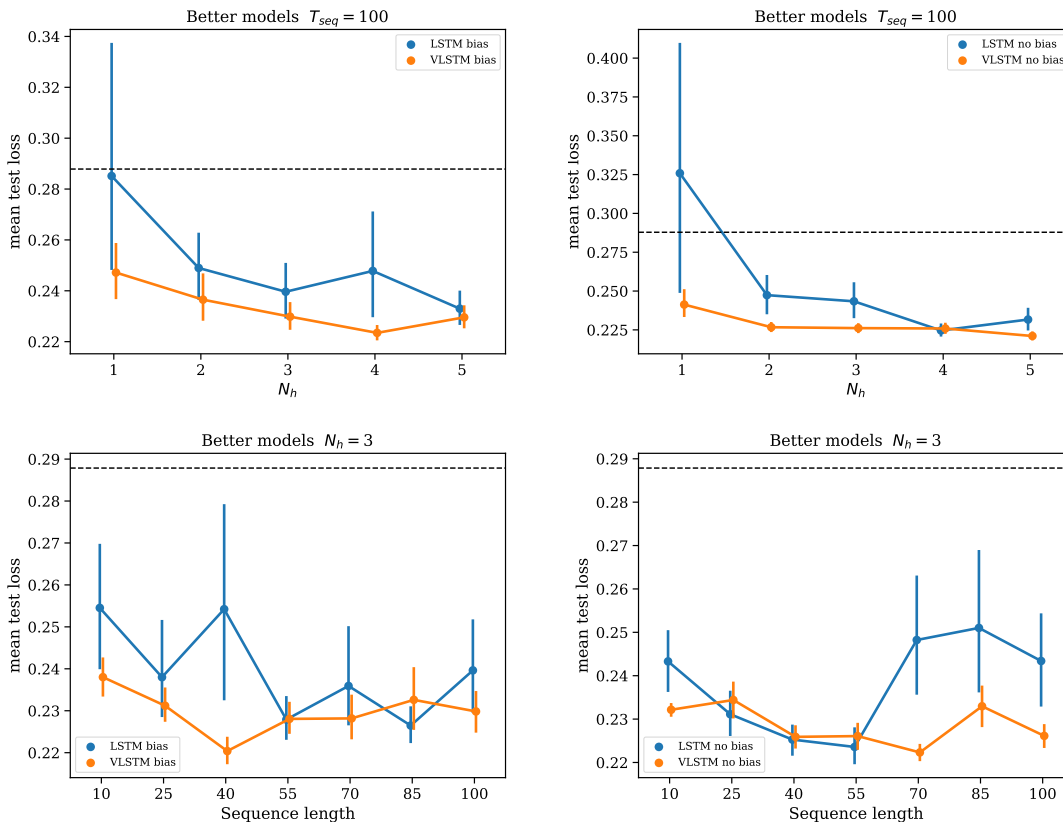 Better models T_seq = 100
mean test loss
0.34
0.32
0.30
0.28
0.26
0.24
0.22
LSTM bias
VLSTM bias
1 2 3 4 5
N_h
Better models T_seq = 100
mean test loss
0.400
0.375
0.350
0.325
0.300
0.275
0.250
0.225
LSTM no bias
VLSTM no bias
1 2 3 4 5
N_h
Better models N_h = 3
mean test loss
0.29
0.28
0.27
0.26
0.25
0.24
0.23
0.22
LSTM bias
VLSTM bias
10 25 40 55 70 85 100
Sequence length
Better models N_h = 3
mean test loss
0.29
0.28
0.27
0.26
0.25
0.24
0.23
0.22
LSTM no bias
VLSTM no bias
10 25 40 55 70 85 100
Sequence length